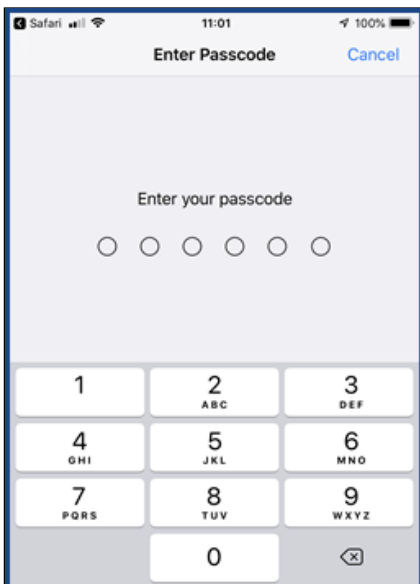 Safari 11:01 100%
Enter Passcode Cancel
Enter your passcode
1 2 3
ABC DEF
4 5 6
GHI JKL MNO
7 8 9
PQRS TUV WXYZ
0